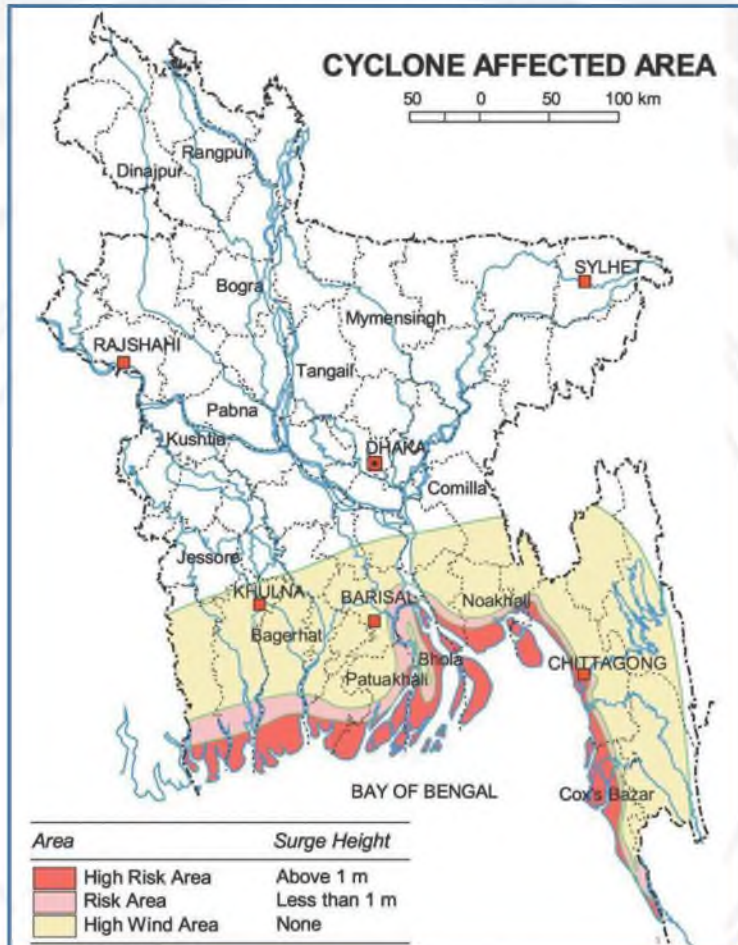 CYCLONE AFFECTED AREA
50 0 50 100 km
Rangpur
Dinajpur
SYLHET
Bogra
Mymensingh
RAJSHAHI
Tangail
Pabna
Kushtia
DHAKA
Comilla
Jessore
KHULNA
BARISAL
Noakhali
Bagerhat
Bhola
CHITTAGONG
Patuakhali
BAY OF BENGAL
Cox's Bazar
Area Surge Height
High Risk Area Above 1 m
Risk Area Less than 1 m
High Wind Area None